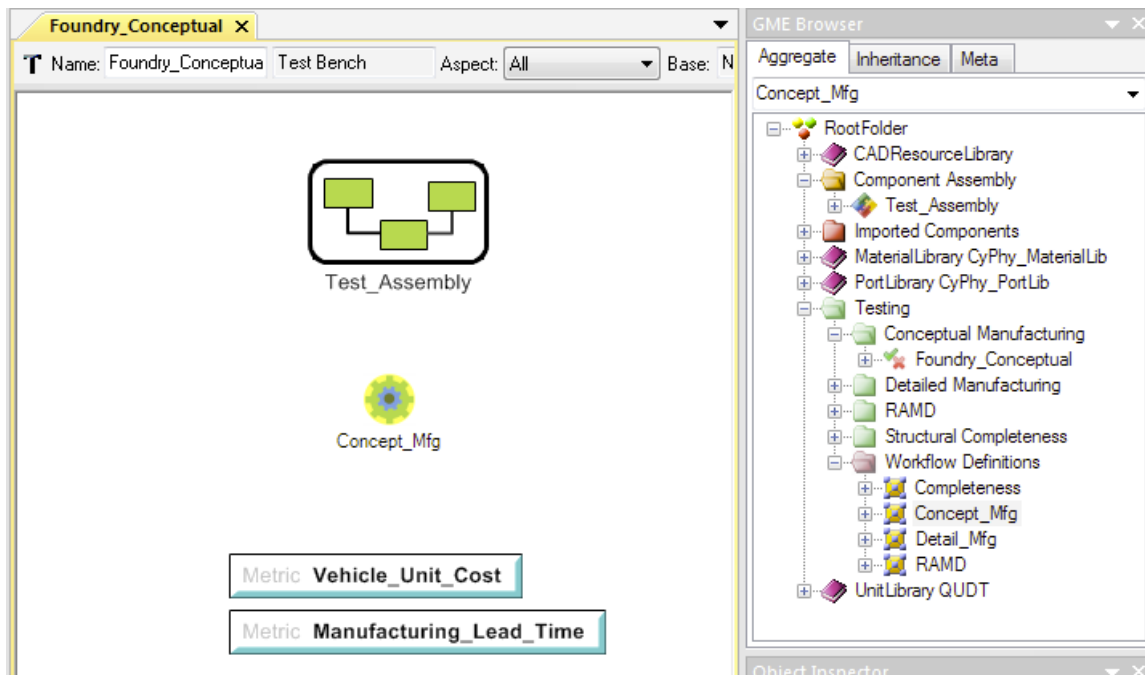 Foundry_Conceptual
Name: Foundry_Conceptua Test Bench Aspect: All Base: N
Test_Assembly
Concept_Mfg
Metric Vehicle_Unit_Cost
Metric Manufacturing_Lead_Time
GME Browser
Aggregate Inheritance Meta
Concept_Mfg
RootFolder
CADResourceLibrary
Component Assembly
Test_Assembly
Imported Components
MaterialLibrary CyPhy_MaterialLib
PortLibrary CyPhy_PortLib
Testing
Conceptual Manufacturing
Foundry_Conceptual
Detailed Manufacturing
RAMD
Structural Completeness
Workflow Definitions
Completeness
Concept_Mfg
Detail_Mfg
RAMD
UnitLibrary QUDT
Object Inspector